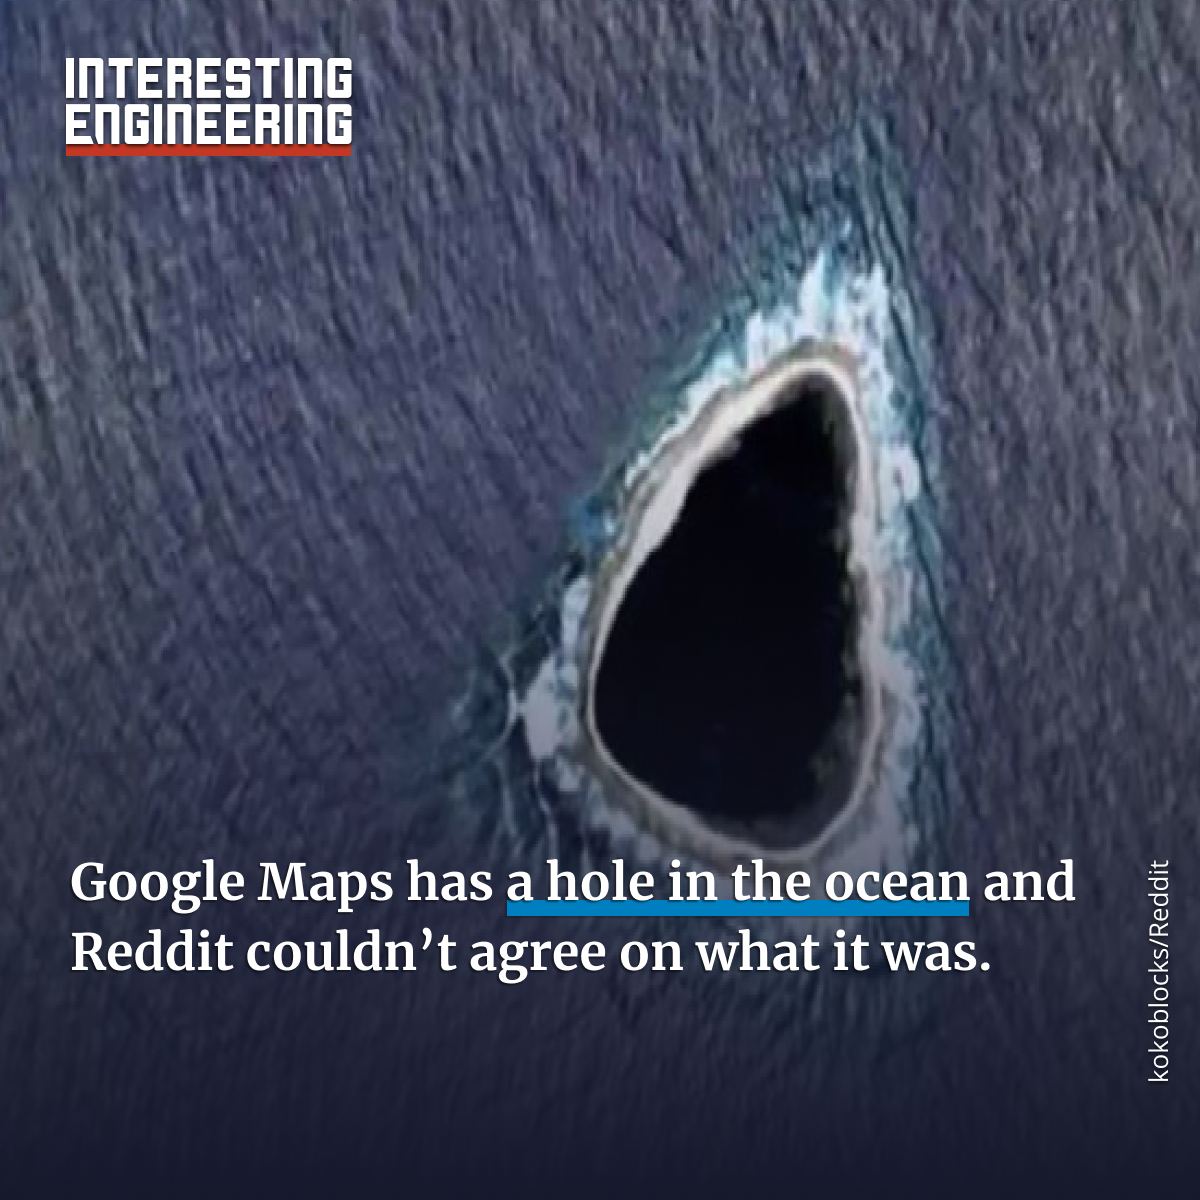 INTERESTING
ENGINEERING
Google Maps has a hole in the ocean and
Reddit couldn’t agree on what it was.
kokoblocks/Reddit